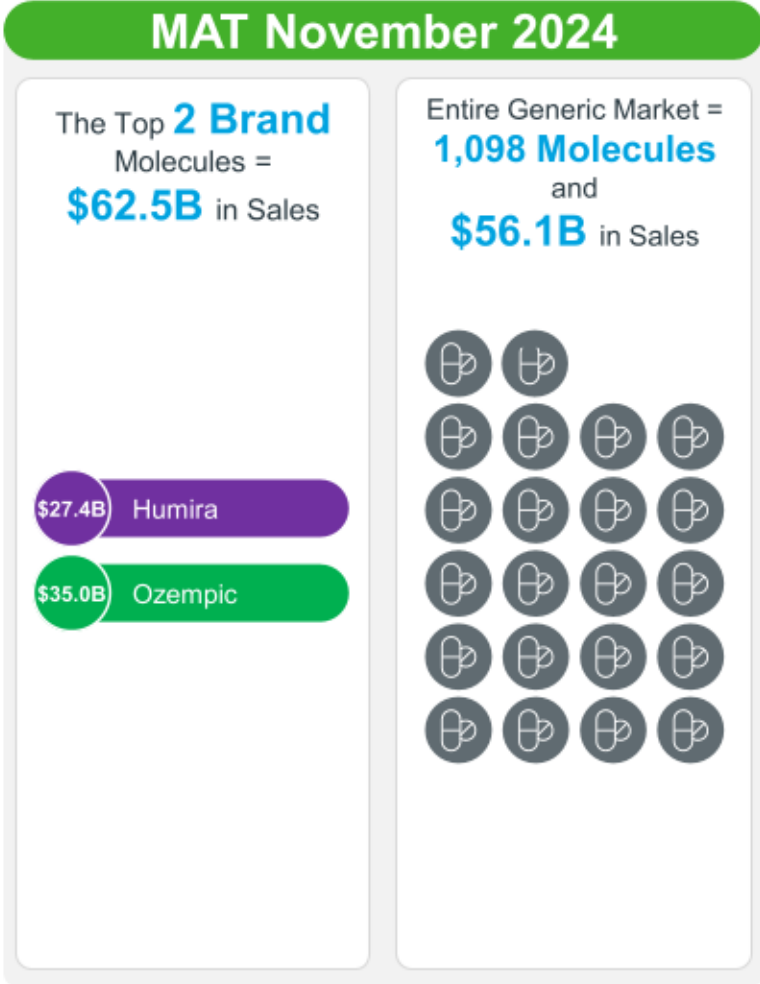 MAT November 2024
The Top 2 Brand
Molecules =
$62.5B in Sales
$27.4B Humira
$35.0B Ozempic
Entire Generic Market =
1,098 Molecules
and
$56.1B in Sales